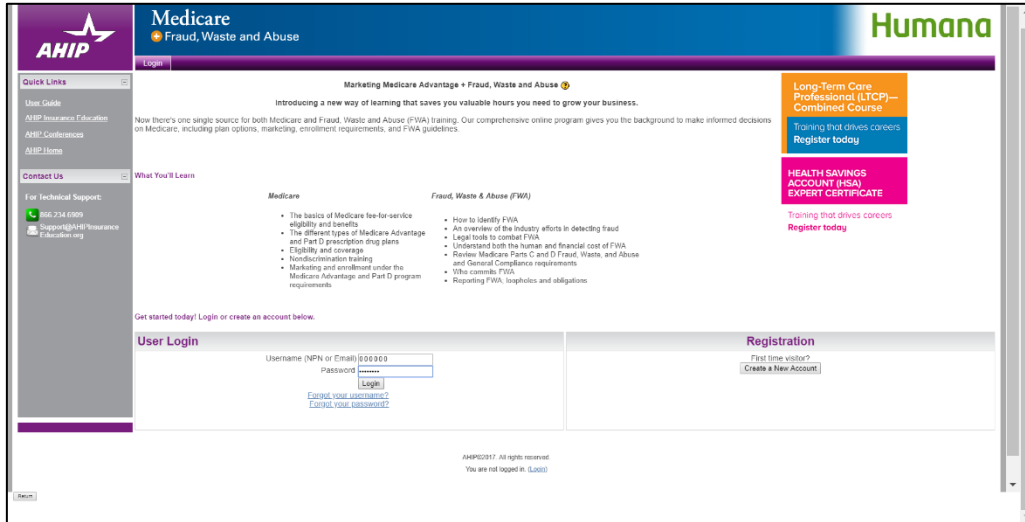 AHIP
Medicare
Fraud, Waste and Abuse
Humana
Login
Quick Links
User Guide
AHIP Insurance Education
AHIP Conferences
AHIP Home
Contact Us
For Technical Support:
866.234.6909
Support@AHIPInsurance
Education.org
Marketing Medicare Advantage + Fraud, Waste and Abuse
Introducing a new way of learning that saves you valuable hours you need to grow your business.
Now there's one single source for both Medicare and Fraud, Waste and Abuse (FWA) training. Our comprehensive online program gives you the background to make informed decisions
on Medicare, including plan options, marketing, enrollment requirements, and FWA guidelines.
What You'll Learn
Medicare
• The basics of Medicare fee-for-service
eligibility and benefits
• The different types of Medicare Advantage
and Part D prescription drug plans
• Eligibility and coverage
• Nondiscrimination training
• Marketing and enrollment under the
Medicare Advantage and Part D program
requirements
Fraud, Waste & Abuse (FWA)
• How to identify FWA
• An overview of the industry efforts in detecting fraud
• Legal tools to combat FWA
• Understand both the human and financial cost of FWA
• Review Medicare Parts C and D Fraud, Waste, and Abuse
and General Compliance requirements
• Who commits FWA
• Reporting FWA; loopholes and obligations
Long-Term Care
Professional (LTCP)—
Combined Course
Training that drives careers
Register today
HEALTH SAVINGS
ACCOUNT (HSA)
EXPERT CERTIFICATE
Training that drives careers
Register today
Get started today! Login or create an account below.
User Login
Username (NPN or Email) 000000
Password ••••••••
Login
Forgot your username?
Forgot your password?
Registration
First time visitor?
Create a New Account
AHIP©2017. All rights reserved.
You are not logged in. (Login)
Return